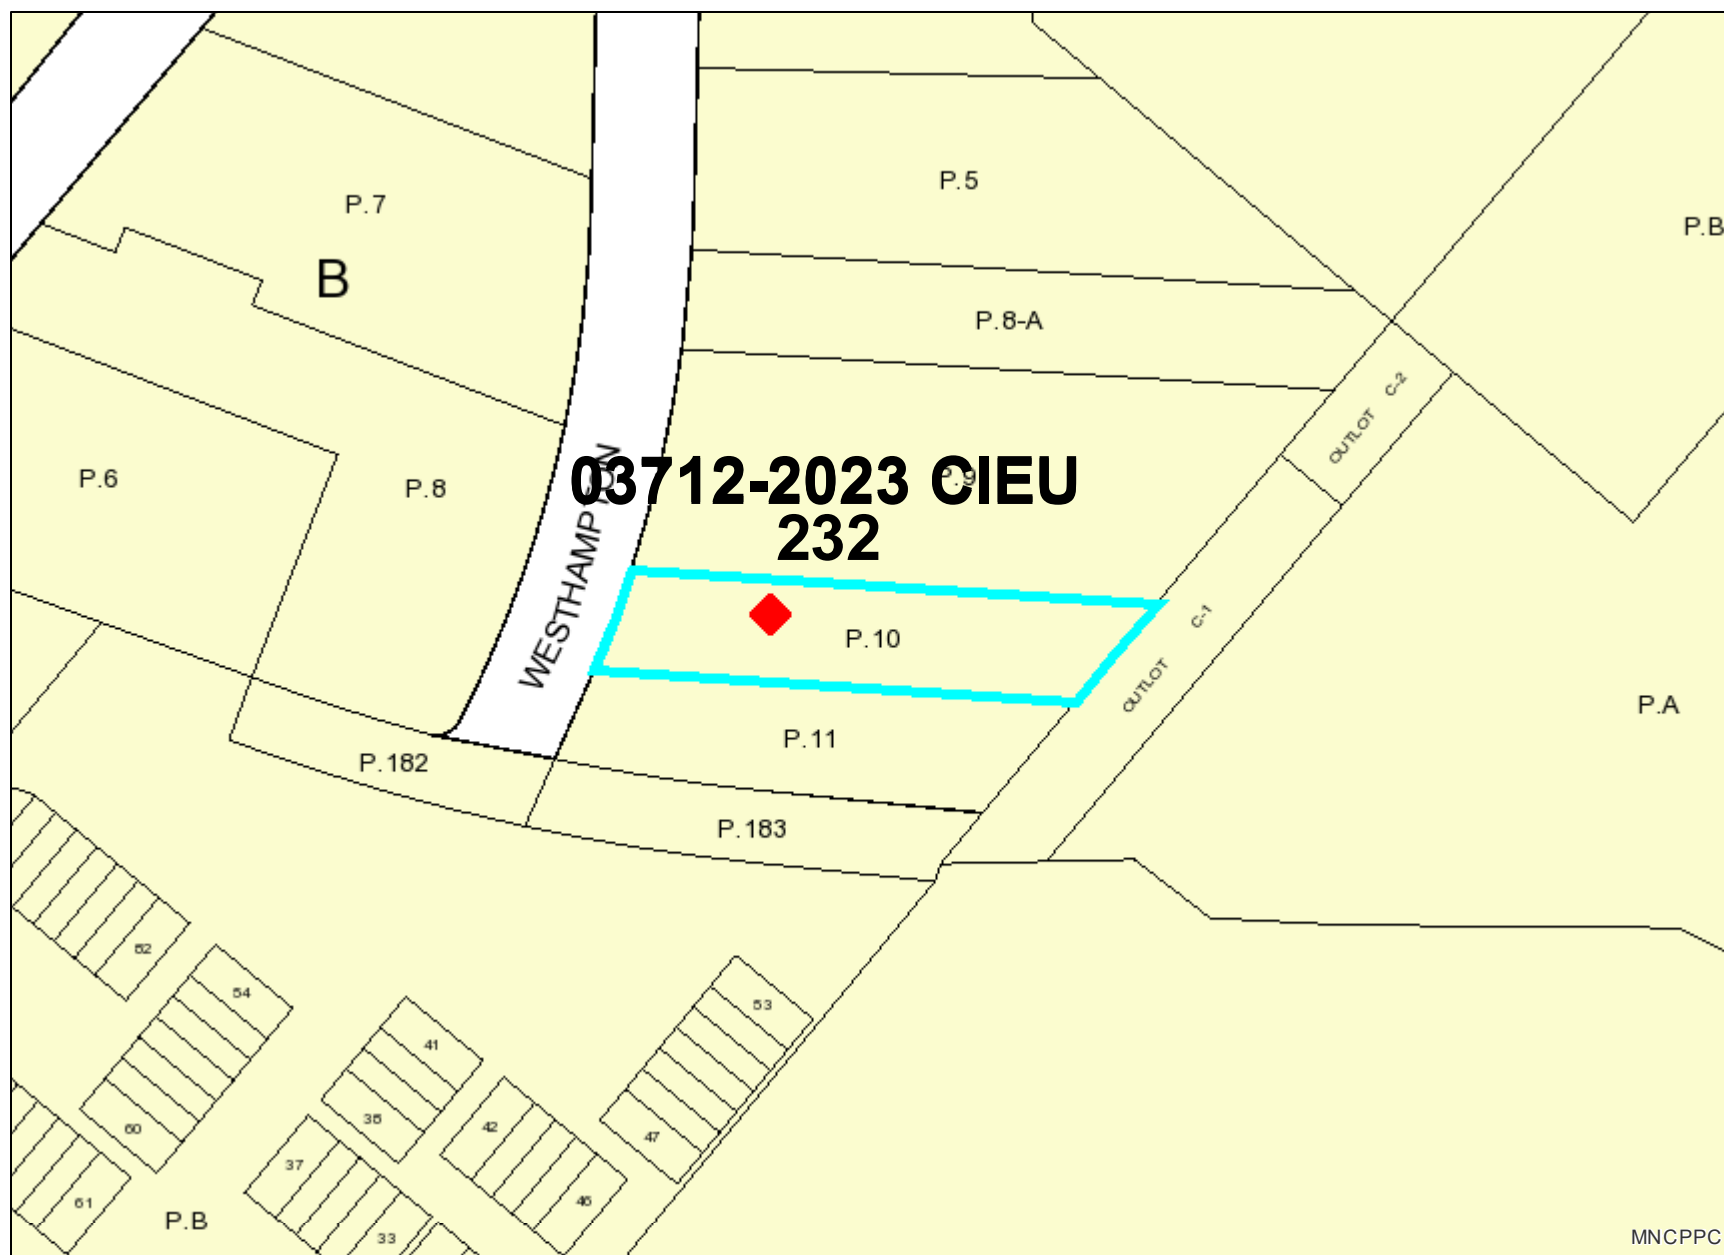 P.5
P.7
P.B
B
P.8-A
C-2
OUTLOT
P.9
P.6
P.8
03712-2023 CIEU
232
WESTHAMPTON
C-1
P.10
OUTLOT
P.A
P.11
P.182
P.183
52
54
53
41
35
42
47
60
37
46
61
P.B
33
MNCPPC